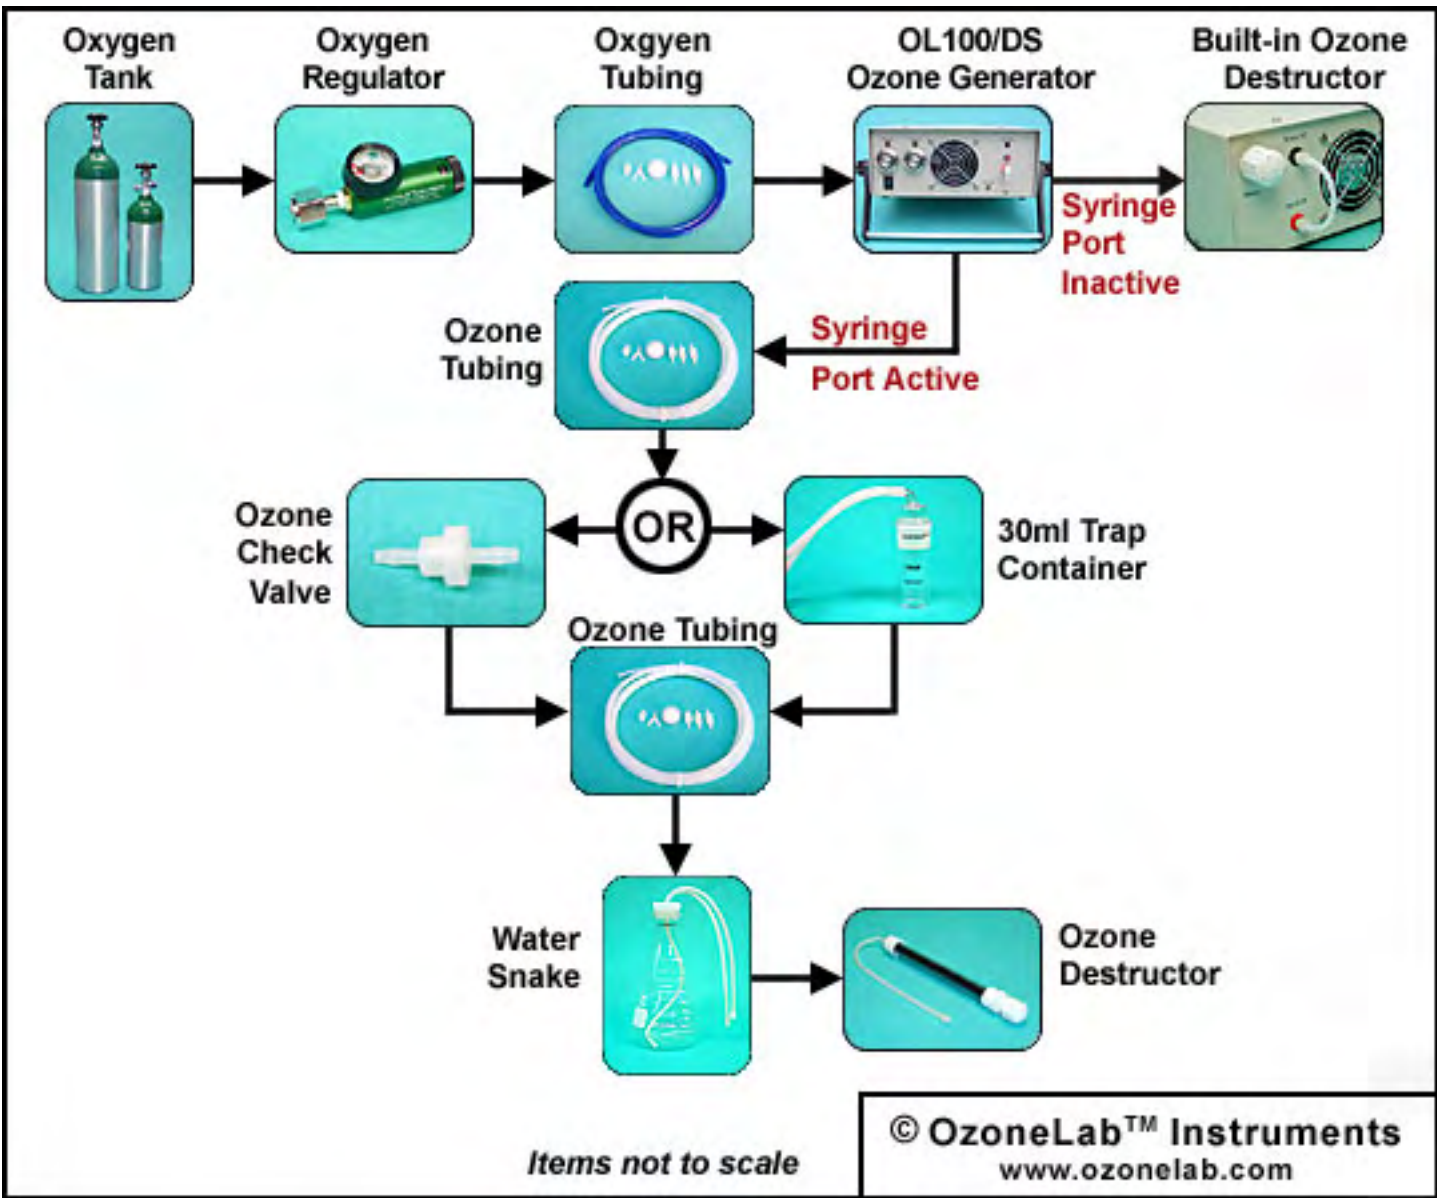 Oxygen
Tank
Oxygen
Regulator
Oxgyen
Tubing
OL100/DS
Ozone Generator
Built-in Ozone
Destructor
Syringe
Port
Inactive
Ozone
Tubing
Syringe
Port Active
Ozone
Check
Valve
OR
30ml Trap
Container
Ozone Tubing
Water
Snake
Ozone
Destructor
Items not to scale
© OzoneLab™ Instruments
www.ozonelab.com